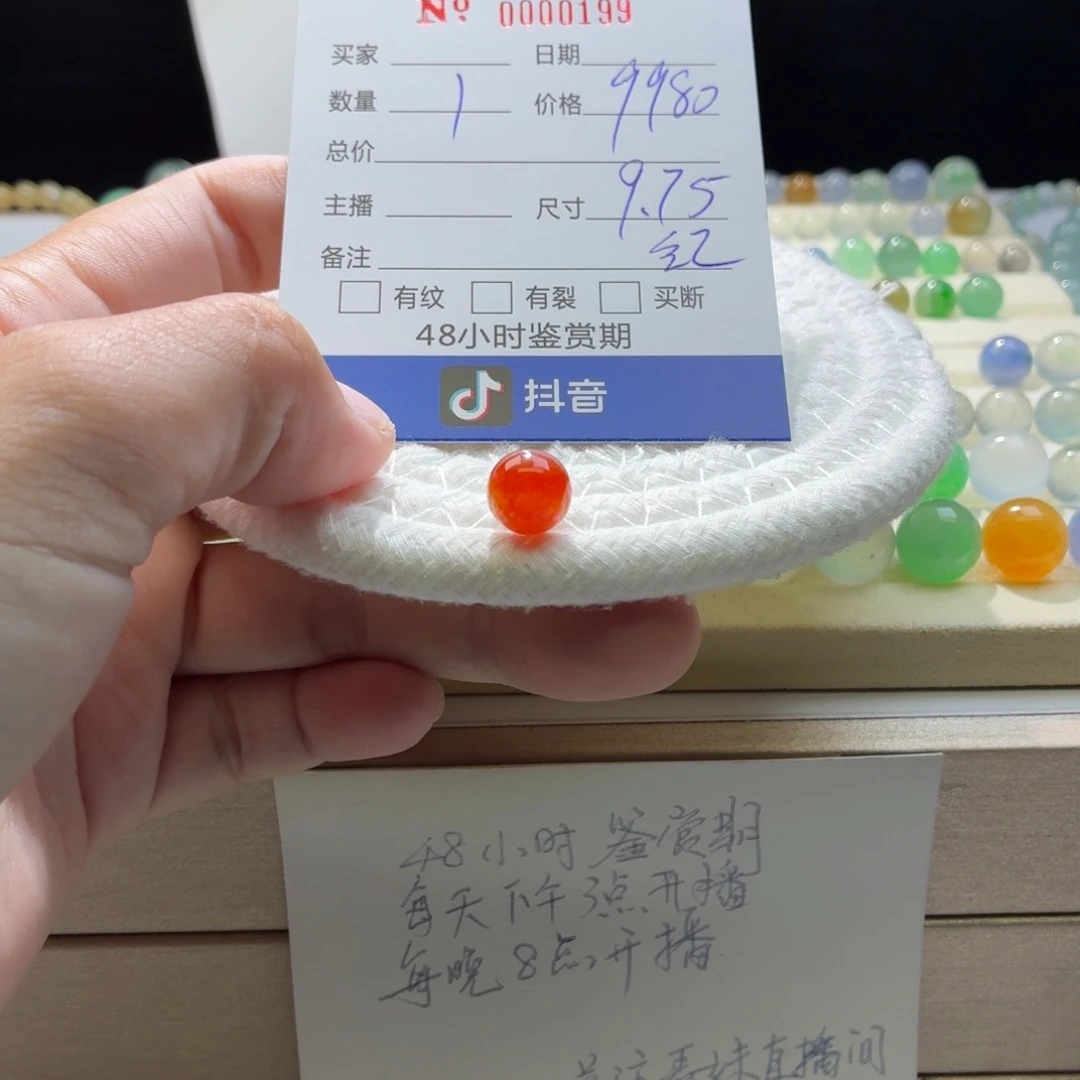 Nº 0000199
买家 日期
数量 1 价格 9980
总价
主播 尺寸 9.75
备注 红
有纹 有裂 买断
48小时鉴赏期
抖音
48小时鉴赏期
每天下午3点开播
每晚8点开播
直播间